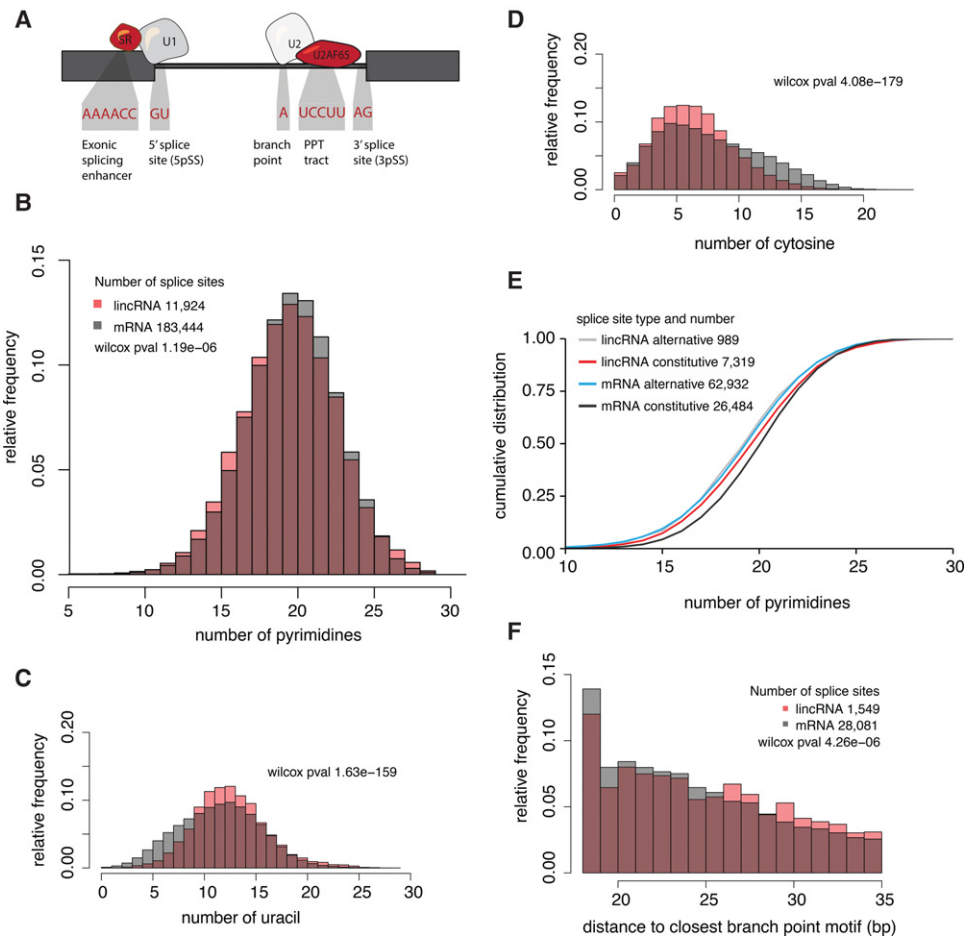 A
SR
U1
U2
U2AF65
AAAACC
GU
A
UCCUU
AG
Exonic
splicing
enhancer
5' splice
site (5pSS)
branch
point
PPT
tract
3' splice
site (3pSS)
B
relative frequency
0.15
0.10
0.05
0.00
Number of splice sites
lincRNA 11,924
mRNA 183,444
wilcox pval 1.19e−06
5 10 15 20 25 30
number of pyrimidines
C
relative frequency
0.20
0.10
0.00
wilcox pval 1.63e−159
0 5 10 15 20 25 30
number of uracil
D
relative frequency
0.20
0.10
0.00
wilcox pval 4.08e−179
0 5 10 20
number of cytosine
E
cumulative distribution
1.00
0.75
0.50
0.25
0.00
splice site type and number
lincRNA alternative 989
lincRNA constitutive 7,319
mRNA alternative 62,932
mRNA constitutive 26,484
10 15 20 25 30
number of pyrimidines
F
relative frequency
0.15
0.10
0.05
0.00
Number of splice sites
lincRNA 1,549
mRNA 28,081
wilcox pval 4.26e−06
20 25 30 35
distance to closest branch point motif (bp)